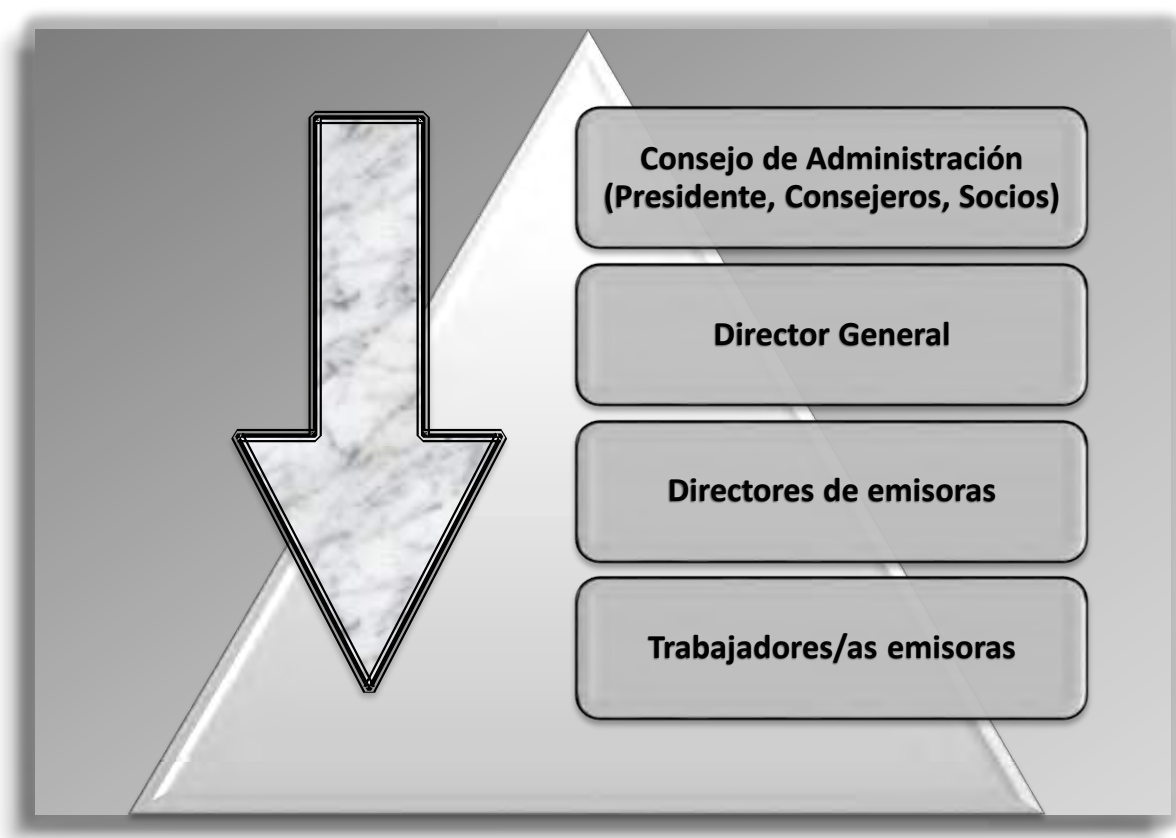 Consejo de Administración
(Presidente, Consejeros, Socios)
Director General
Directores de emisoras
Trabajadores/as emisoras